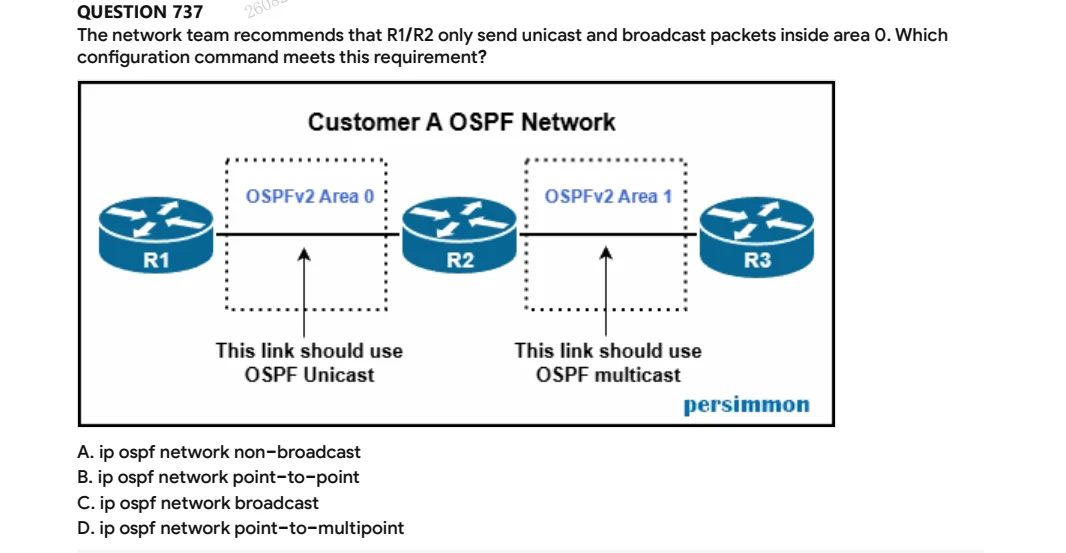 QUESTION 737
The network team recommends that R1/R2 only send unicast and broadcast packets inside area 0. Which
configuration command meets this requirement?
Customer A OSPF Network
OSPFv2 Area 0
OSPFv2 Area 1
R1
R2
R3
This link should use
OSPF Unicast
This link should use
OSPF multicast
persimmon
A. ip ospf network non-broadcast
B. ip ospf network point-to-point
C. ip ospf network broadcast
D. ip ospf network point-to-multipoint